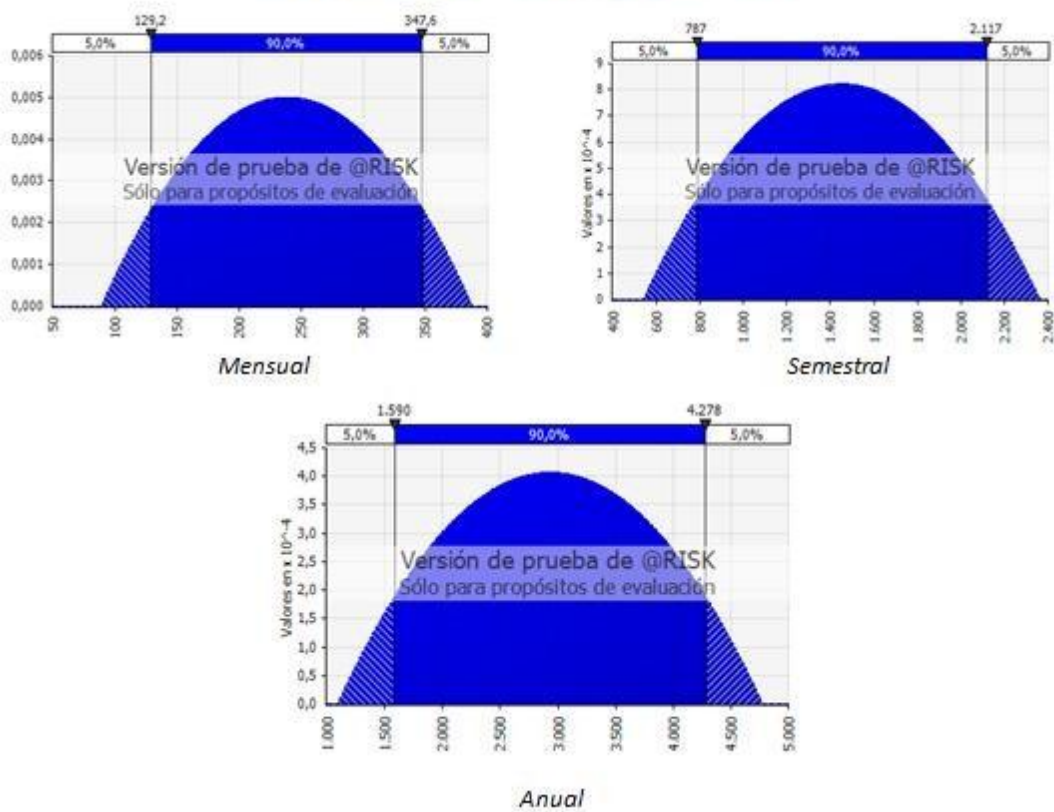 129,2 347,6
5,0% 90,0% 5,0%
0,006
0,005
0,004
0,003
0,002
0,001
0,000
Versión de prueba de @RISK
Sólo para propósitos de evaluación
50 100 150 200 250 300 350 400
Mensual
787 2.117
5,0% 90,0% 5,0%
9
8
7
6
5
4
3
2
1
0
Valores en x 10^-4
Versión de prueba de @RISK
Sólo para propósitos de evaluación
400 600 800 1.000 1.200 1.400 1.600 1.800 2.000 2.200 2.400
Semestral
1.590 4.278
5,0% 90,0% 5,0%
4,5
4,0
3,5
3,0
2,5
2,0
1,5
1,0
0,5
0,0
Valores en x 10^-4
Versión de prueba de @RISK
Sólo para propósitos de evaluación
1.000 1.500 2.000 2.500 3.000 3.500 4.000 4.500 5.000
Anual